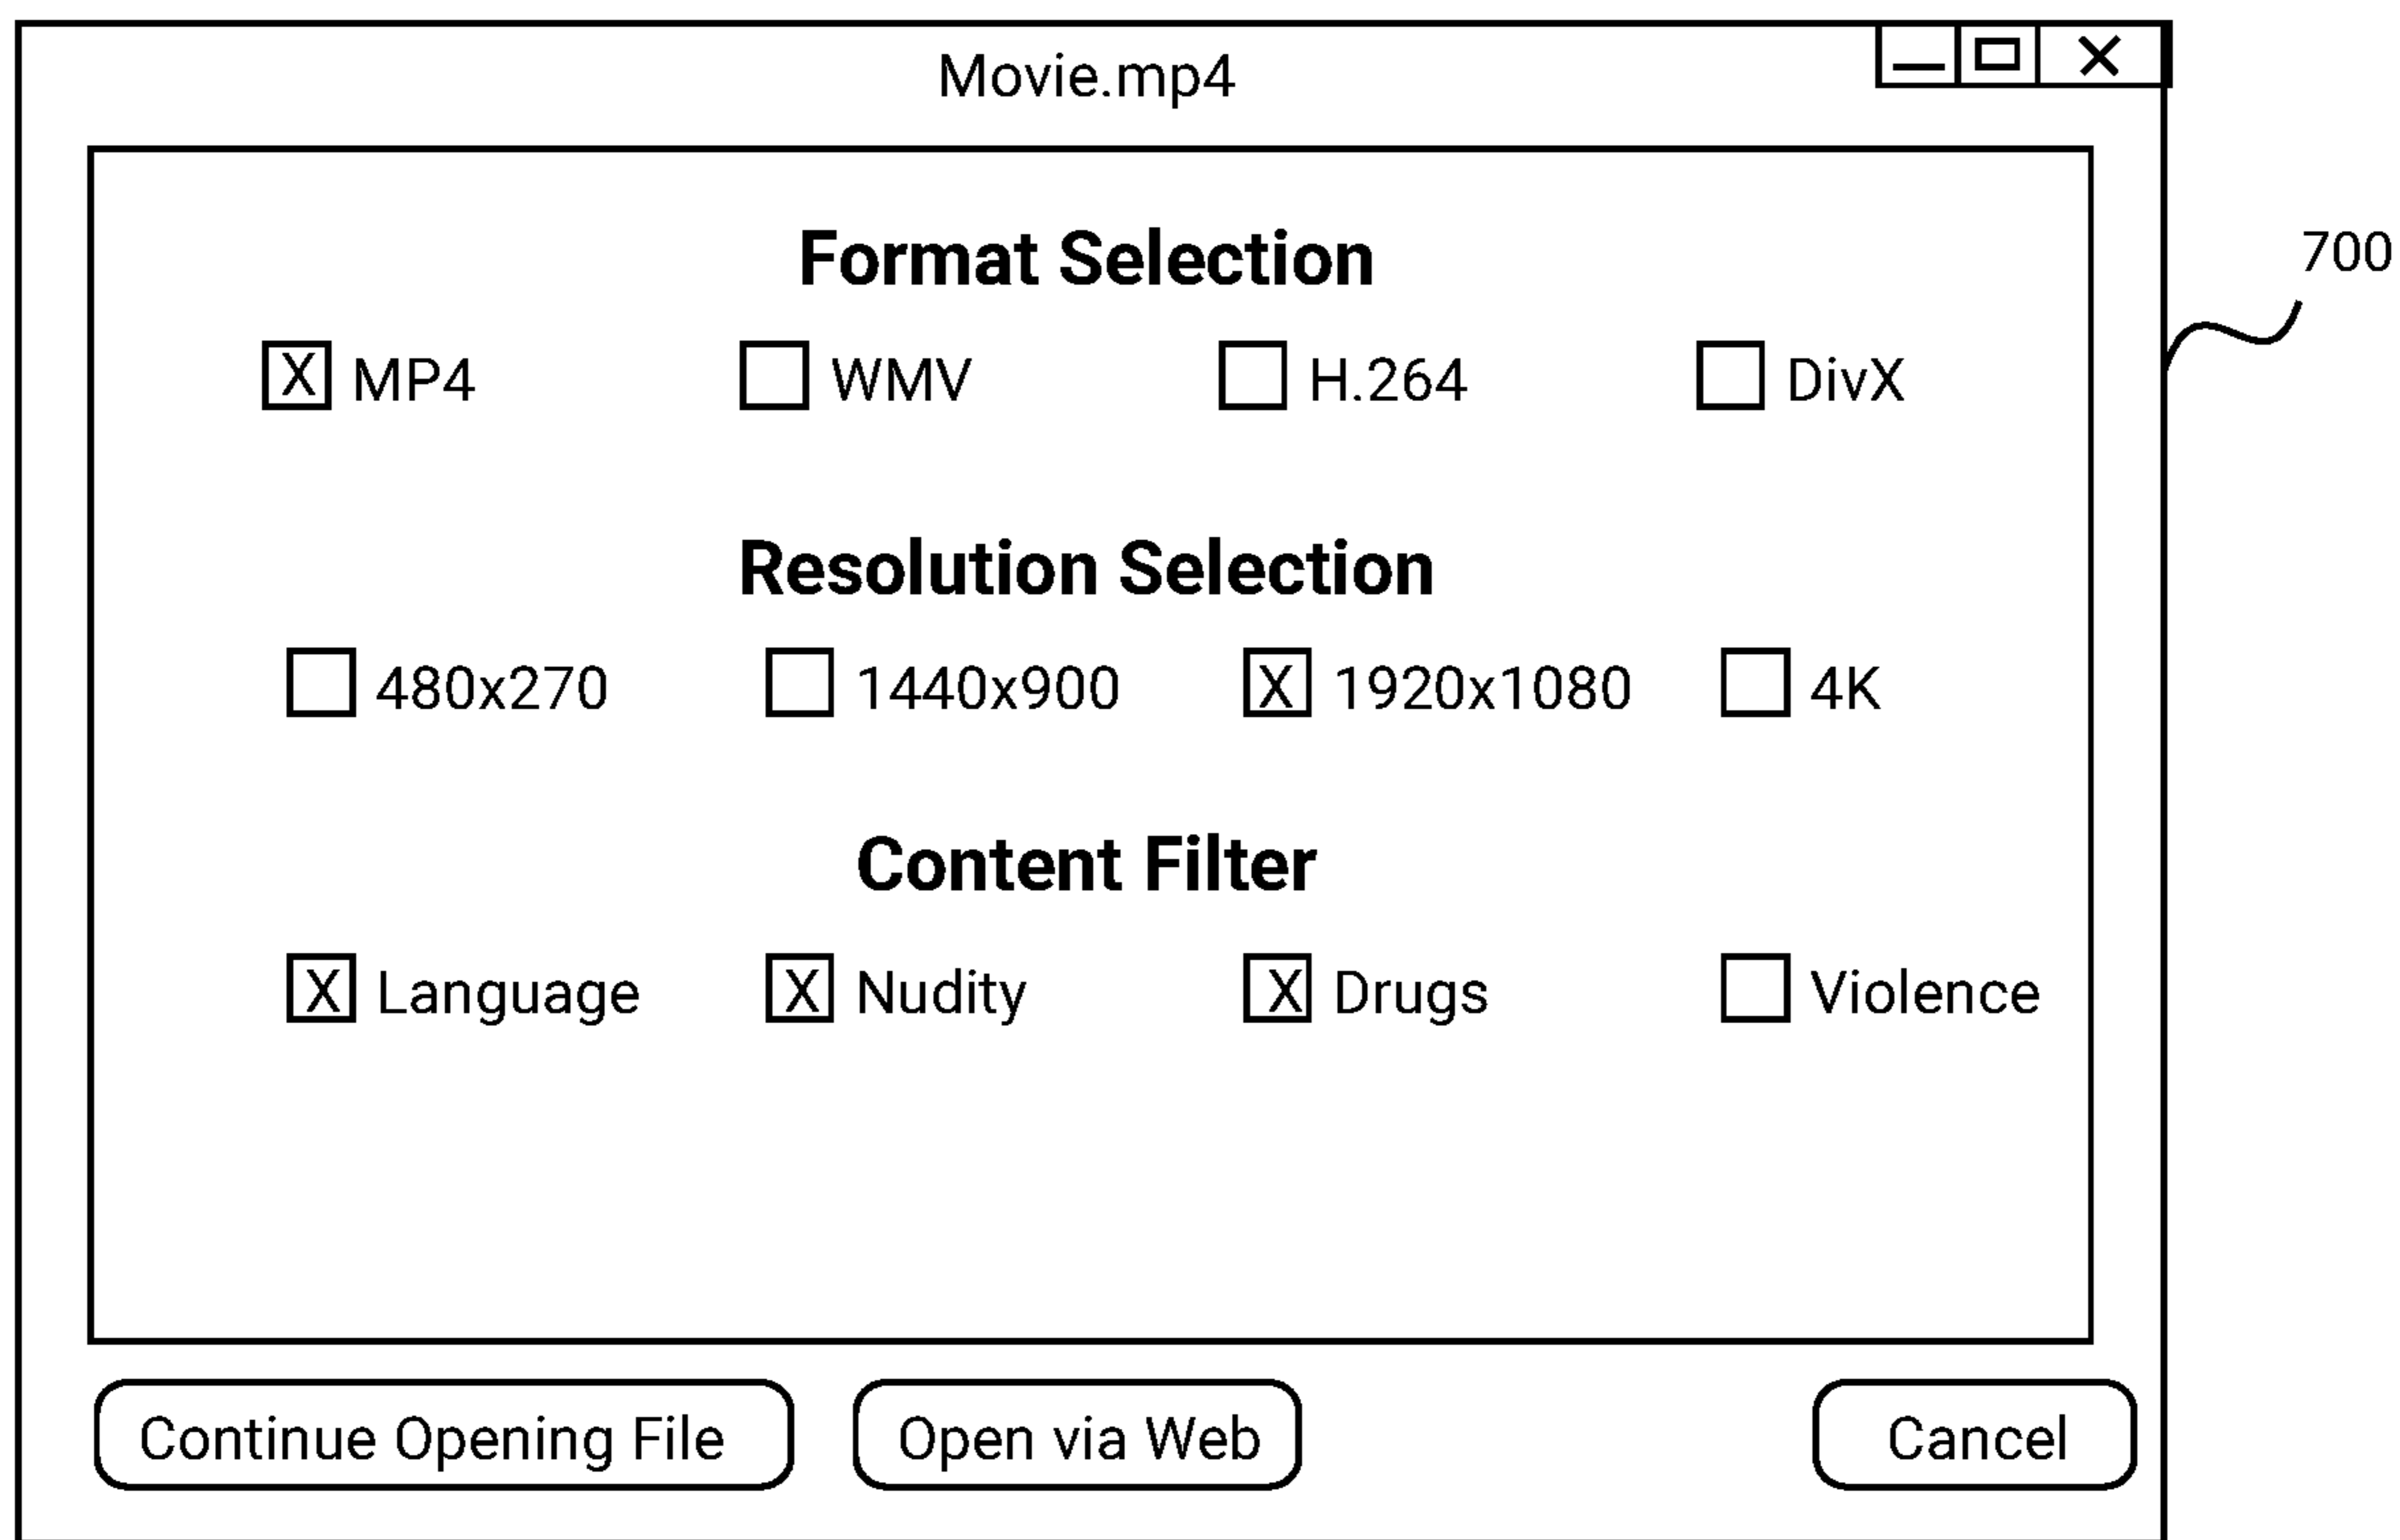 Movie.mp4
700
Format Selection
X MP4 WMV H.264 DivX
Resolution Selection
480x270 1440x900 X 1920x1080 4K
Content Filter
X Language X Nudity X Drugs Violence
Continue Opening File Open via Web Cancel